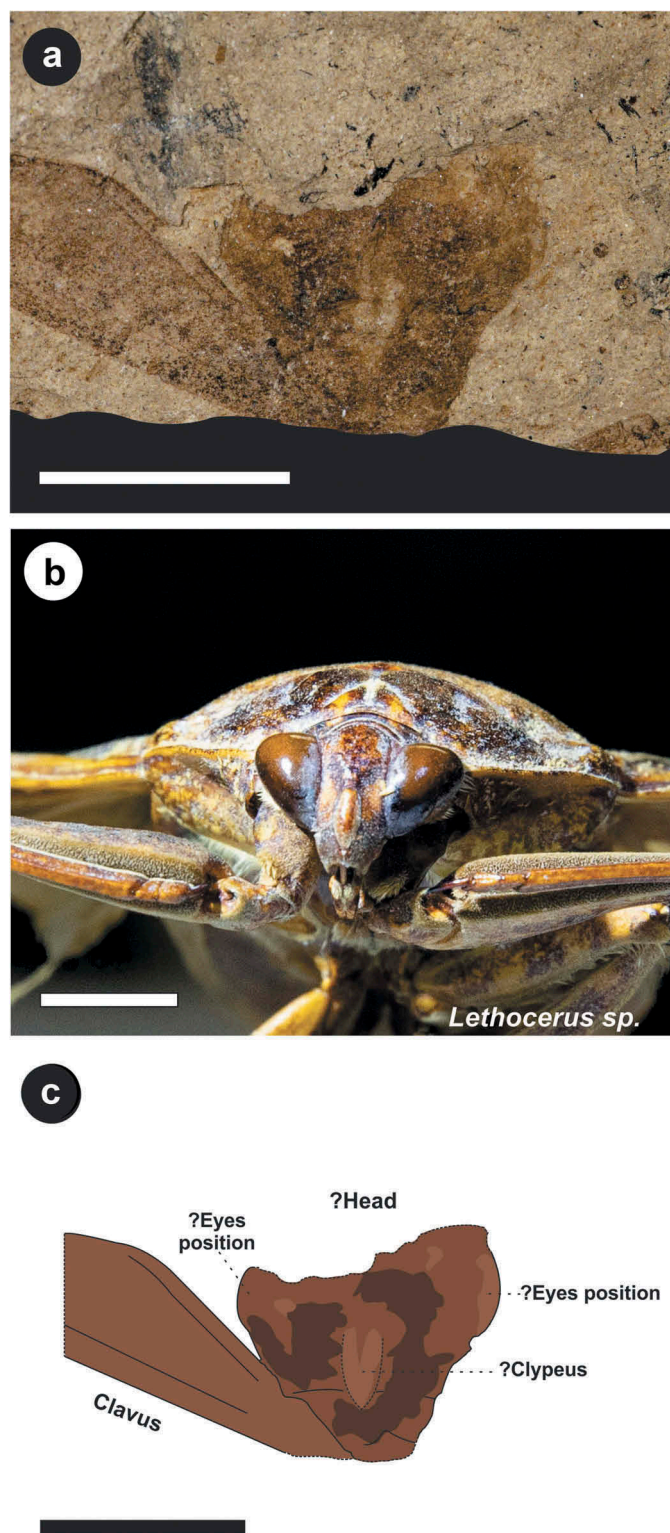 a
b
Lethocerus sp.
c
?Head
?Eyes
position
?Eyes position
?Clypeus
Clavus